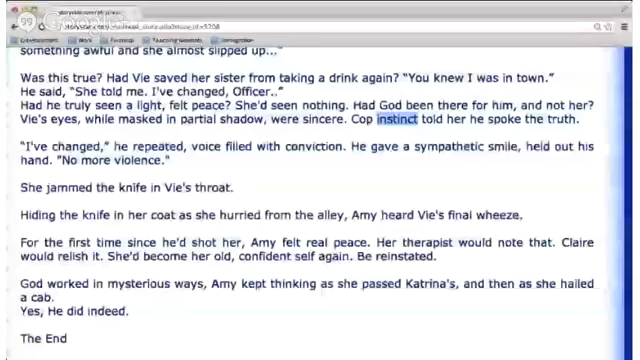 something awful and she almost slipped up..."
Was this true? Had Vie saved her sister from taking a drink again? "You knew I was in town."
He said, "She told me. I've changed, Officer.."
Had he truly seen a light, felt peace? She'd seen nothing. Had God been there for him, and not her?
Vie's eyes, while masked in partial shadow, were sincere. Cop instinct told her he spoke the truth.
"I've changed," he repeated, voice filled with conviction. He gave a sympathetic smile, held out his
hand. "No more violence."
She jammed the knife in Vie's throat.
Hiding the knife in her coat as she hurried from the alley, Amy heard Vie's final wheeze.
For the first time since he'd shot her, Amy felt real peace. Her therapist would note that. Claire
would relish it. She'd become her old, confident self again. Be reinstated.
God worked in mysterious ways, Amy kept thinking as she passed Katrina's, and then as she hailed
a cab.
Yes, He did indeed.
The End